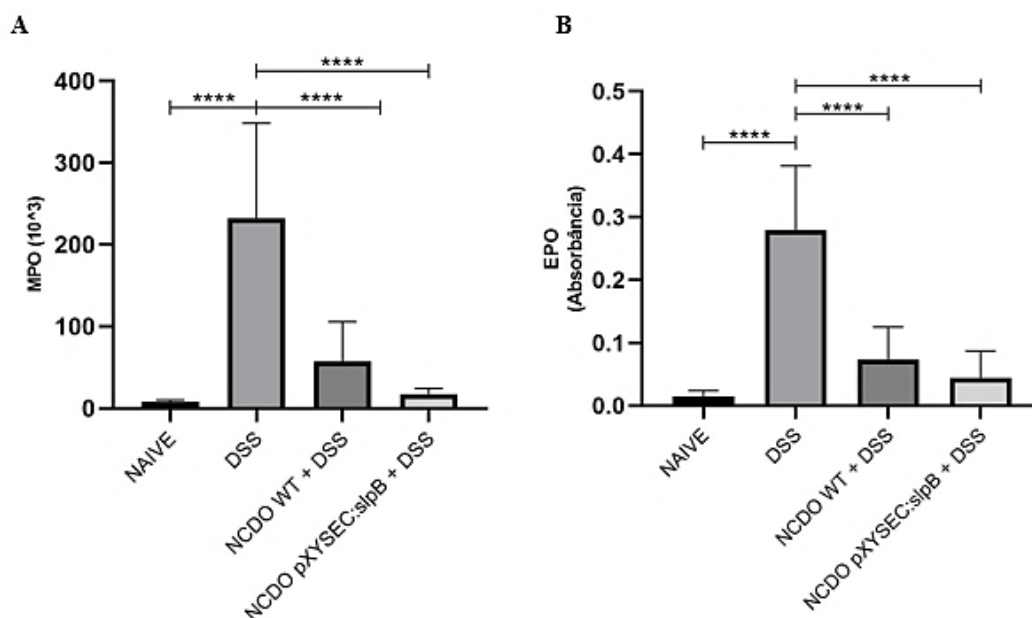 A
MPO (10^3)
400
300
200
100
0
****
****
****
NAIVE
DSS
NCDO WT + DSS
NCDO pXYSEC:slpB + DSS
B
EPO
(Absorbância)
0.5
0.4
0.3
0.2
0.1
0.0
****
****
****
NAIVE
DSS
NCDO WT + DSS
NCDO pXYSEC:slpB + DSS